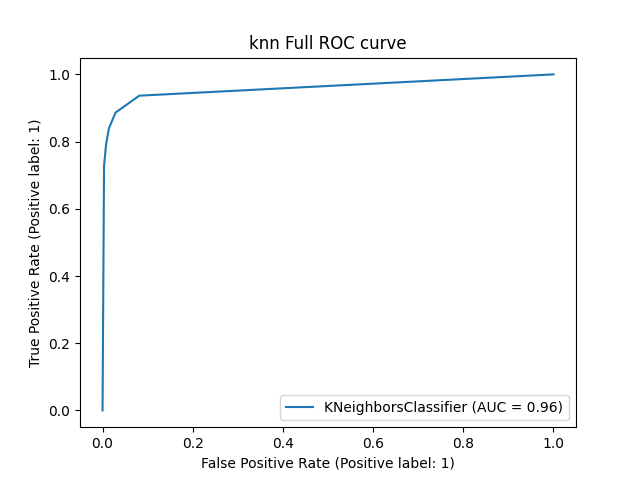 knn Full ROC curve
True Positive Rate (Positive label: 1)
1.0
0.8
0.6
0.4
0.2
0.0
KNeighborsClassifier (AUC = 0.96)
0.0 0.2 0.4 0.6 0.8 1.0
False Positive Rate (Positive label: 1)